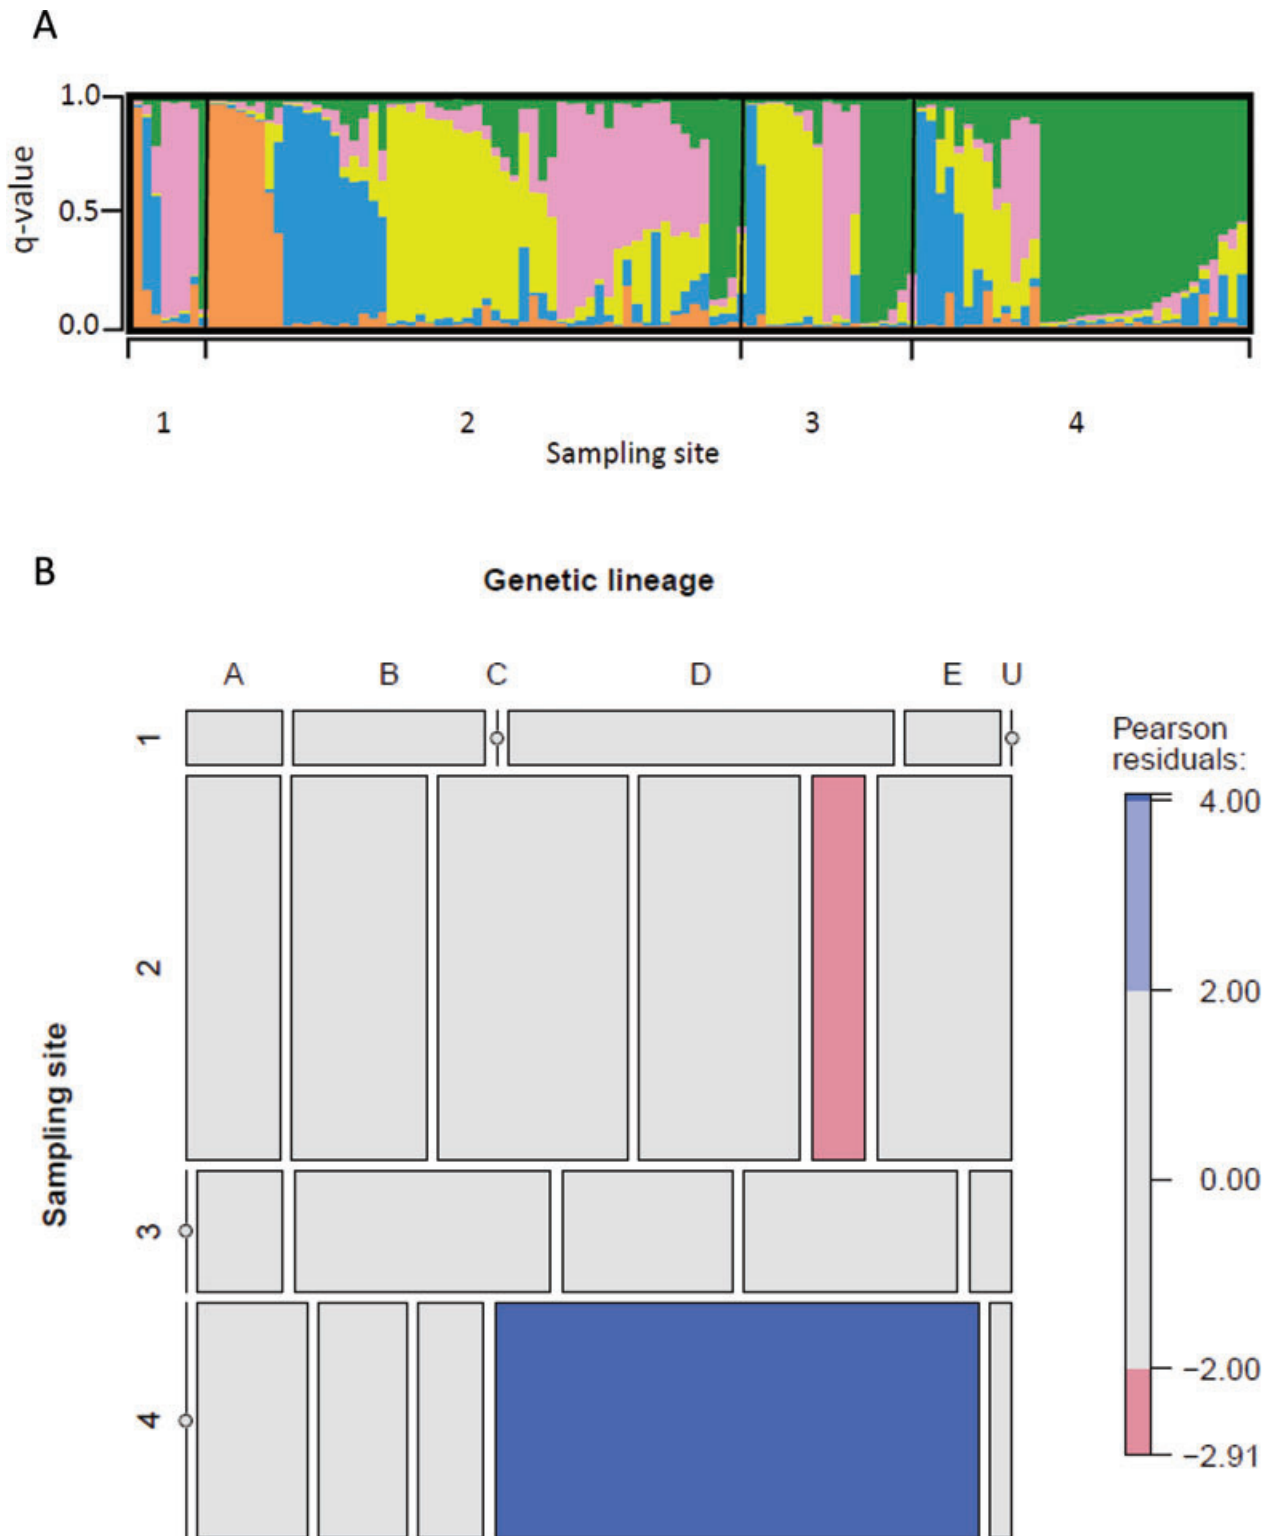 A
q-value
1.0
0.5
0.0
1 2 3 4
Sampling site
B
Genetic lineage
A B C D E U
Sampling site
1
2
3
4
Pearson
residuals:
4.00
2.00
0.00
−2.00
−2.91